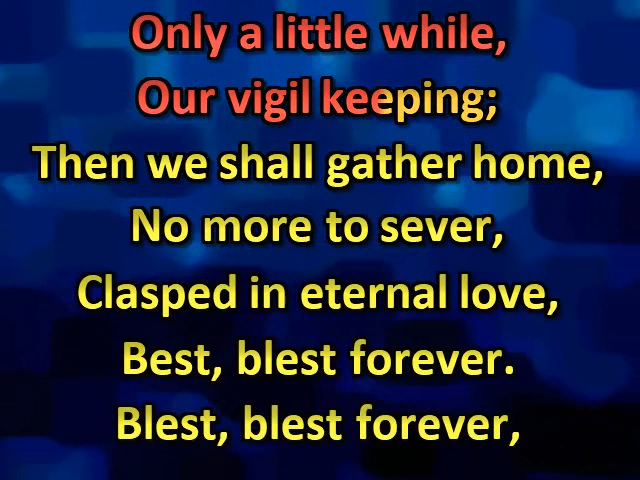 Only a little while,
Our vigil keeping;
Then we shall gather home,
No more to sever,
Clasped in eternal love,
Best, blest forever.
Blest, blest forever,